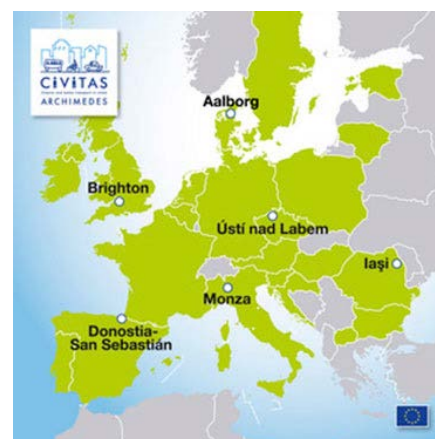 CIVITAS
ARCHIMEDES
Aalborg
Brighton
Ústí nad Labem
Iaşi
Monza
Donostia-
San Sebastián